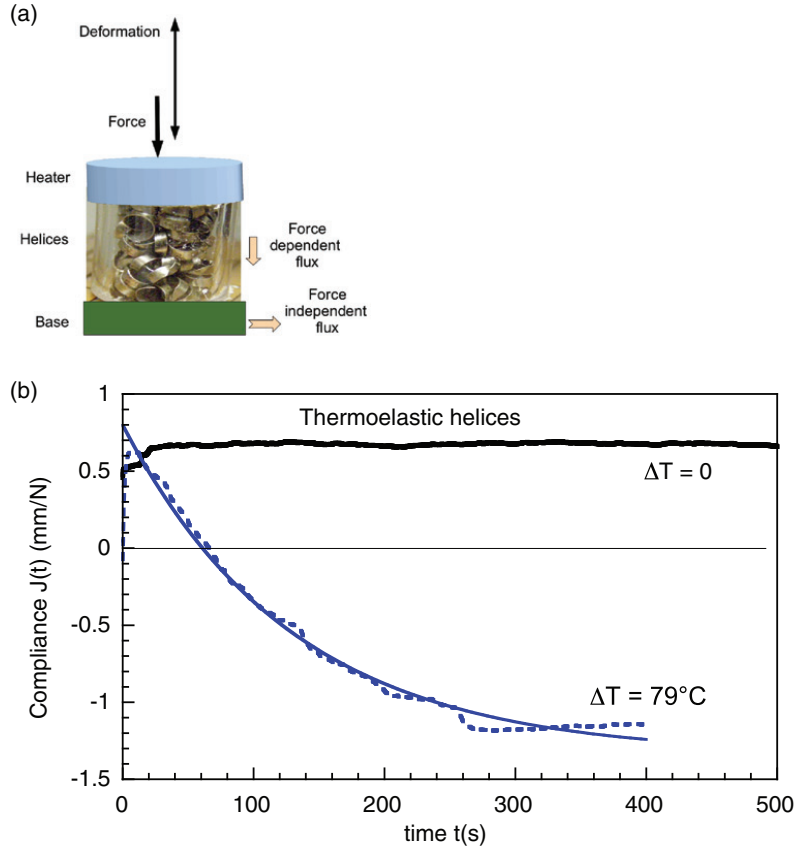 (a)
Deformation
Force
Heater
Helices
Force
dependent
flux
Force
independent
flux
Base
(b)
Compliance J(t) (mm/N)
1
0.5
0
-0.5
-1
-1.5
Thermoelastic helices
ΔT = 0
ΔT = 79°C
0
100
200
300
400
500
time t(s)